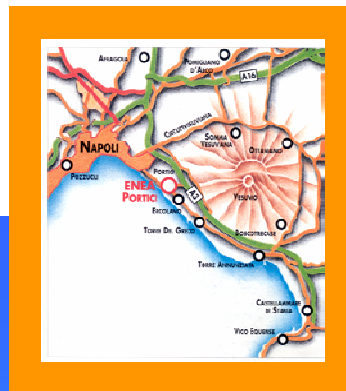 AFRAGOLA
POMIGLIANO
D'ARCO
A16
CIRCUMVESUVIANA
SOMMA
VESUVIANA
OTTAVIANO
NAPOLI
POZZUOLI
PORTICI
ENEA
PORTICI
A3
ERCOLANO
VESUVIO
TORRE DEL GRECO
BOSCOTRECASE
TORRE ANNUNZIATA
CASTELLAMMARE
DI STABIA
VICO EQUENSE